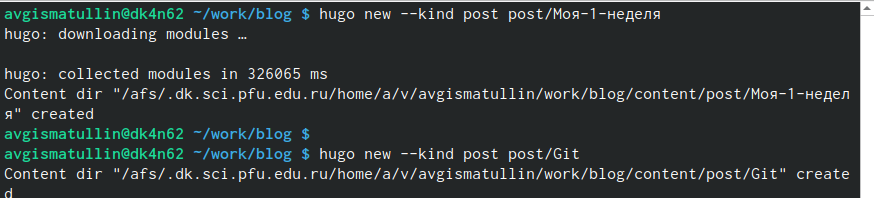 avgismatullin@dk4n62 ~/work/blog $ hugo new --kind post post/Моя-1-неделя
hugo: downloading modules …
hugo: collected modules in 326065 ms
Content dir "/afs/.dk.sci.pfu.edu.ru/home/a/v/avgismatullin/work/blog/content/post/Моя-1-недел
я" created
avgismatullin@dk4n62 ~/work/blog $
avgismatullin@dk4n62 ~/work/blog $ hugo new --kind post post/Git
Content dir "/afs/.dk.sci.pfu.edu.ru/home/a/v/avgismatullin/work/blog/content/post/Git" create
d